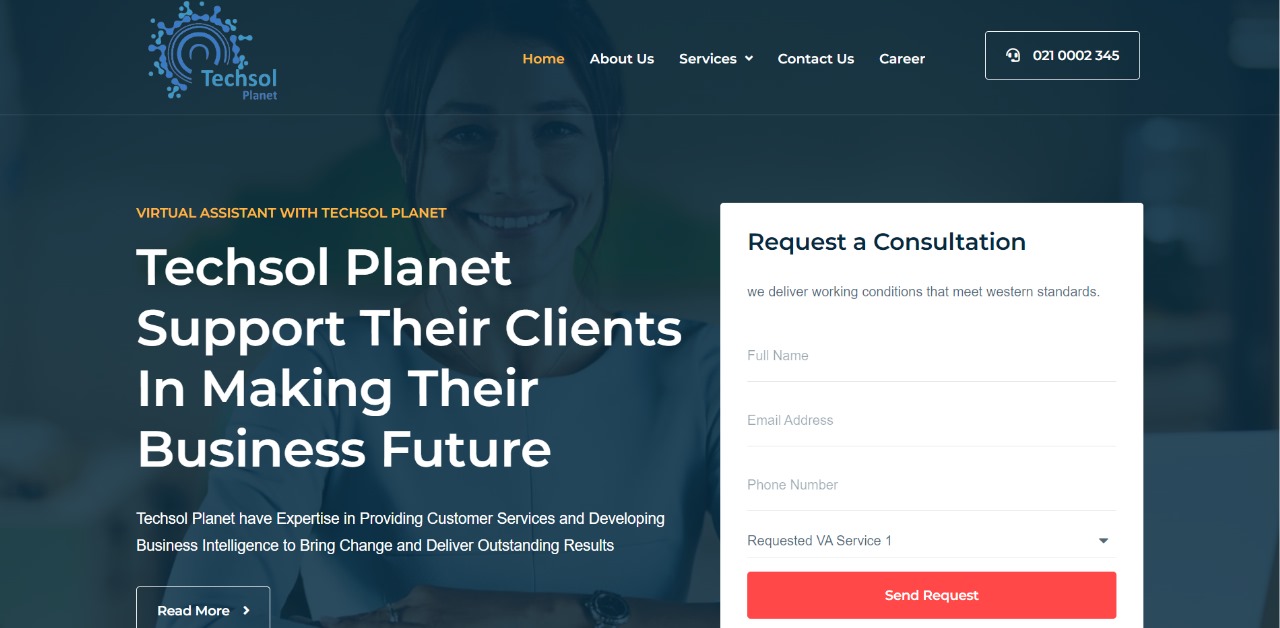 Techsol
Planet
Home About Us Services Contact Us Career 021 0002 345
VIRTUAL ASSISTANT WITH TECHSOL PLANET
Techsol Planet
Support Their Clients
In Making Their
Business Future
Techsol Planet have Expertise in Providing Customer Services and Developing
Business Intelligence to Bring Change and Deliver Outstanding Results
Read More
Request a Consultation
we deliver working conditions that meet western standards.
Full Name
Email Address
Phone Number
Requested VA Service 1
Send Request